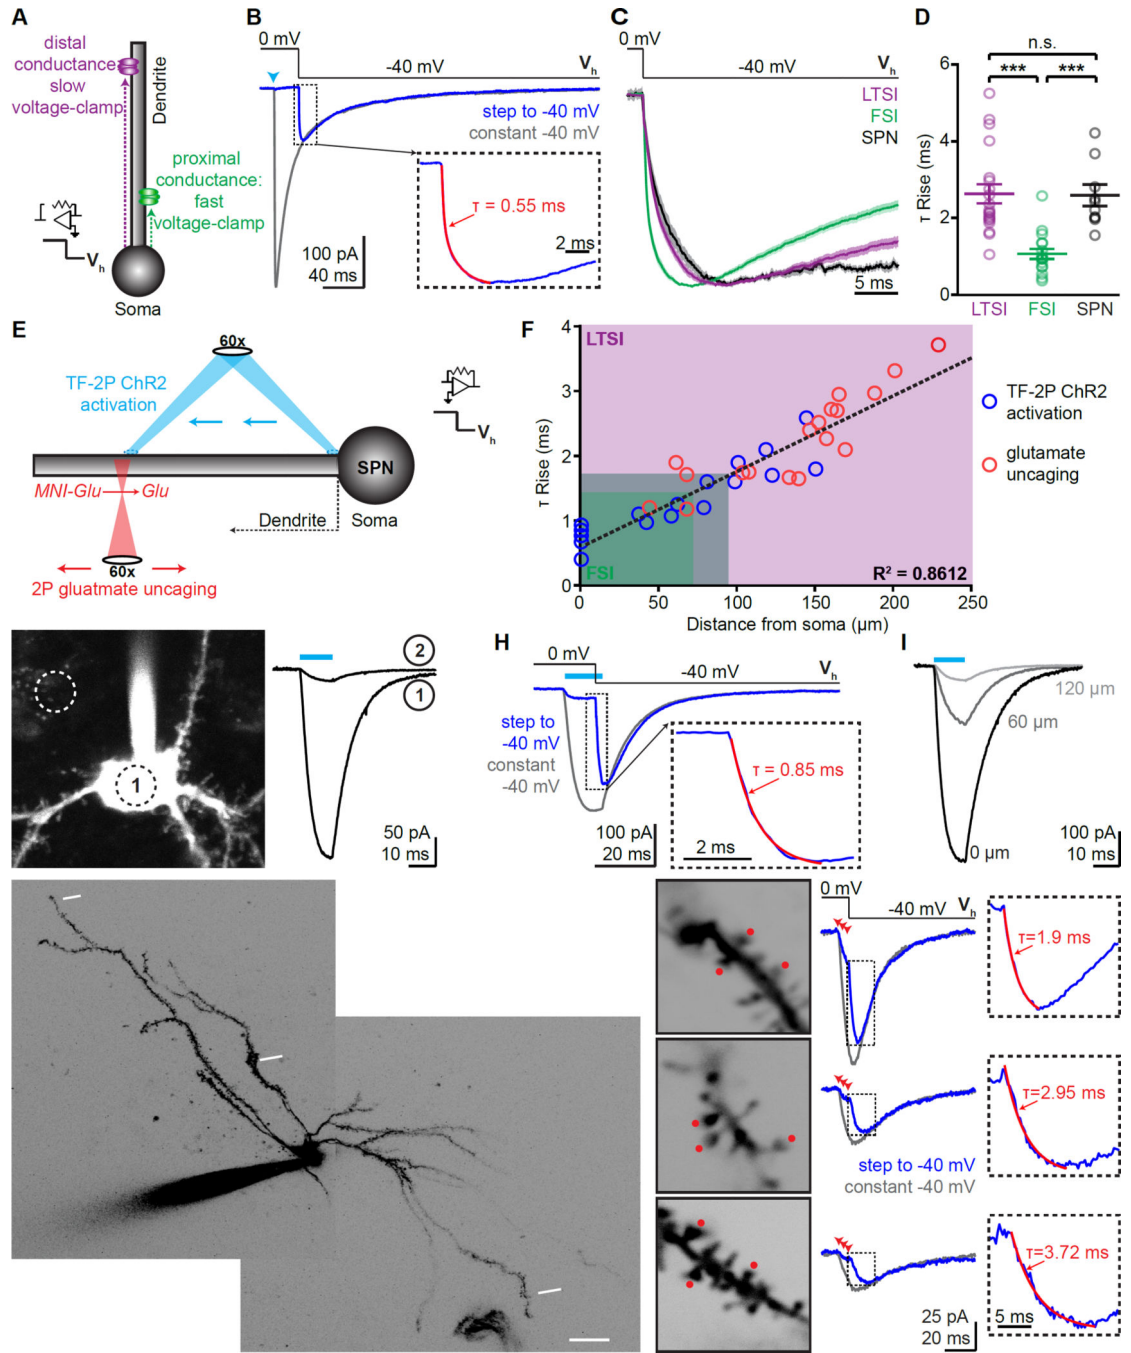 A
distal
conductance:
slow
voltage-clamp
Dendrite
proximal
conductance:
fast
voltage-clamp
Vh
Soma
B
0 mV
-40 mV
Vh
step to -40 mV
constant -40 mV
τ = 0.55 ms
2 ms
100 pA
40 ms
C
0 mV
-40 mV
Vh
LTSI
FSI
SPN
5 ms
D
n.s.
*** ***
τ Rise (ms)
6
4
2
0
LTSI FSI SPN
E
60x
TF-2P ChR2
activation
Vh
SPN
MNI-Glu Glu
Dendrite
Soma
60x
2P gluatmate uncaging
F
τ Rise (ms)
4
3
2
1
0
LTSI
FSI
R² = 0.8612
0 50 100 150 200 250
Distance from soma (µm)
TF-2P ChR2
activation
glutamate
uncaging
1
2
1
50 pA
10 ms
H
0 mV
-40 mV
Vh
step to
-40 mV
constant
-40 mV
τ = 0.85 ms
2 ms
100 pA
20 ms
I
120 µm
60 µm
0 µm
100 pA
10 ms
0 mV
-40 mV
Vh
τ=1.9 ms
τ=2.95 ms
step to -40 mV
constant -40 mV
τ=3.72 ms
5 ms
25 pA
20 ms